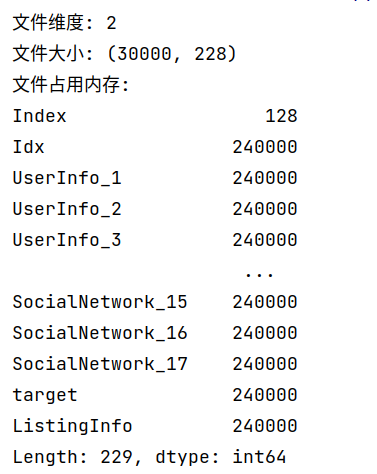 文件维度: 2
文件大小: (30000, 228)
文件占用内存:
Index                 128
Idx                240000
UserInfo_1         240000
UserInfo_2         240000
UserInfo_3         240000
                    ...
SocialNetwork_15   240000
SocialNetwork_16   240000
SocialNetwork_17   240000
target             240000
ListingInfo        240000
Length: 229, dtype: int64